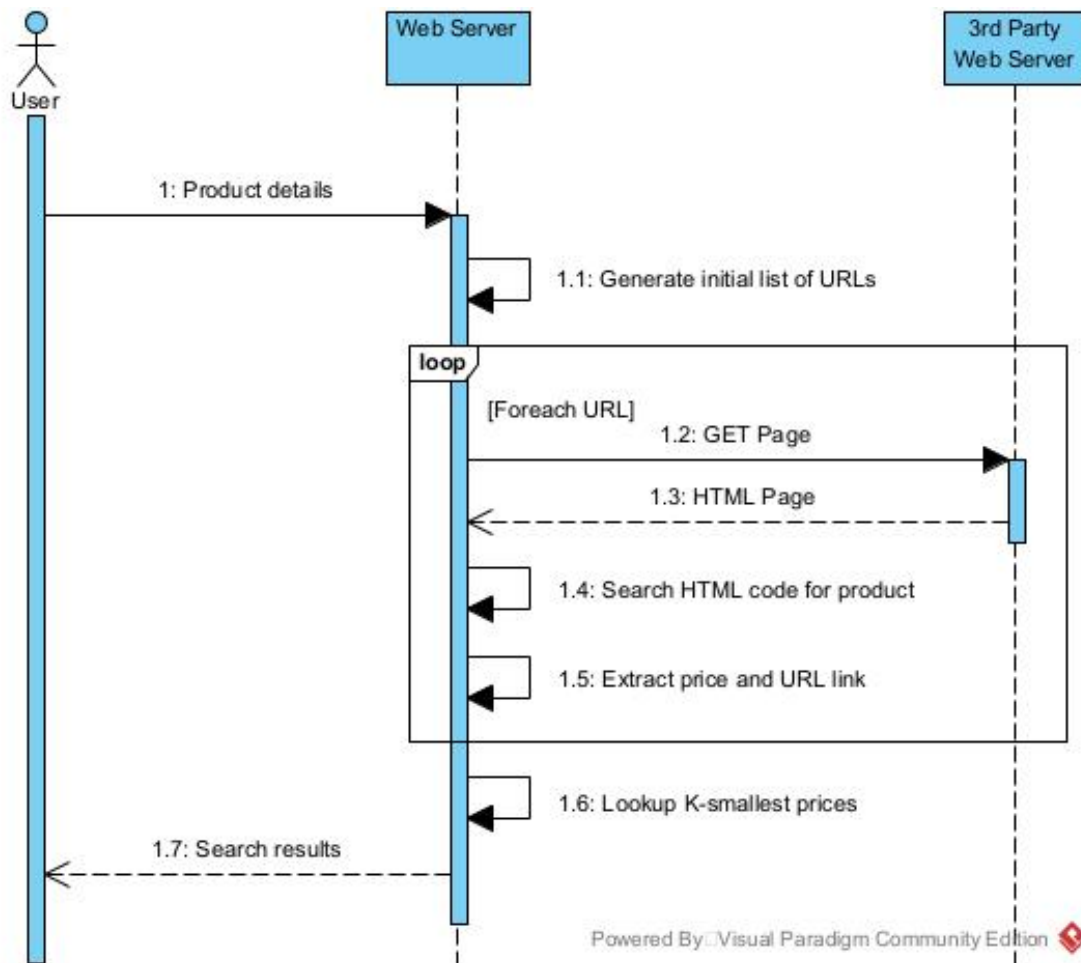 Web Server
3rd Party
Web Server
User
1: Product details
1.1: Generate initial list of URLs
loop
[Foreach URL]
1.2: GET Page
1.3: HTML Page
1.4: Search HTML code for product
1.5: Extract price and URL link
1.6: Lookup K-smallest prices
1.7: Search results
Powered By Visual Paradigm Community Edition